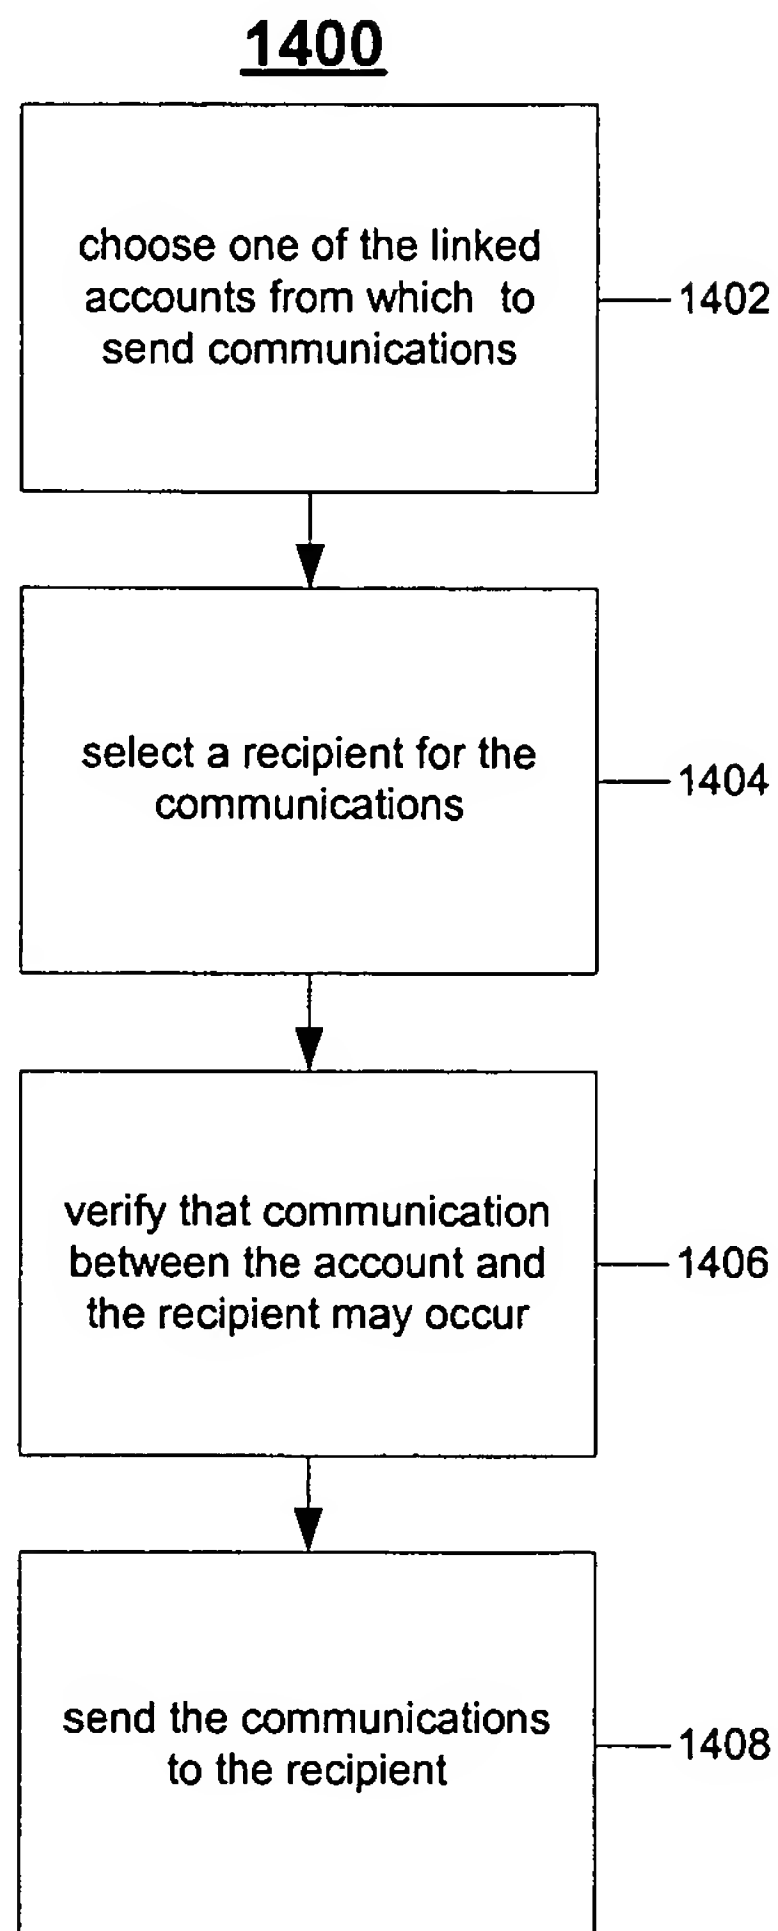 1400
choose one of the linked
accounts from which to
send communications
1402
select a recipient for the
communications
1404
verify that communication
between the account and
the recipient may occur
1406
send the communications
to the recipient
1408